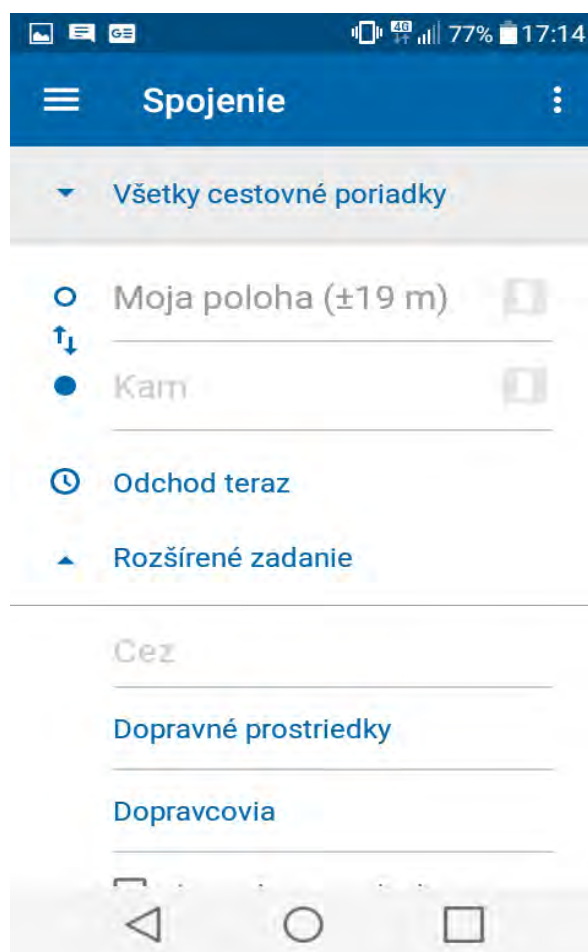 4G 77% 17:14
Spojenie
Všetky cestovné poriadky
Moja poloha (±19 m)
Kam
Odchod teraz
Rozšírené zadanie
Cez
Dopravné prostriedky
Dopravcovia